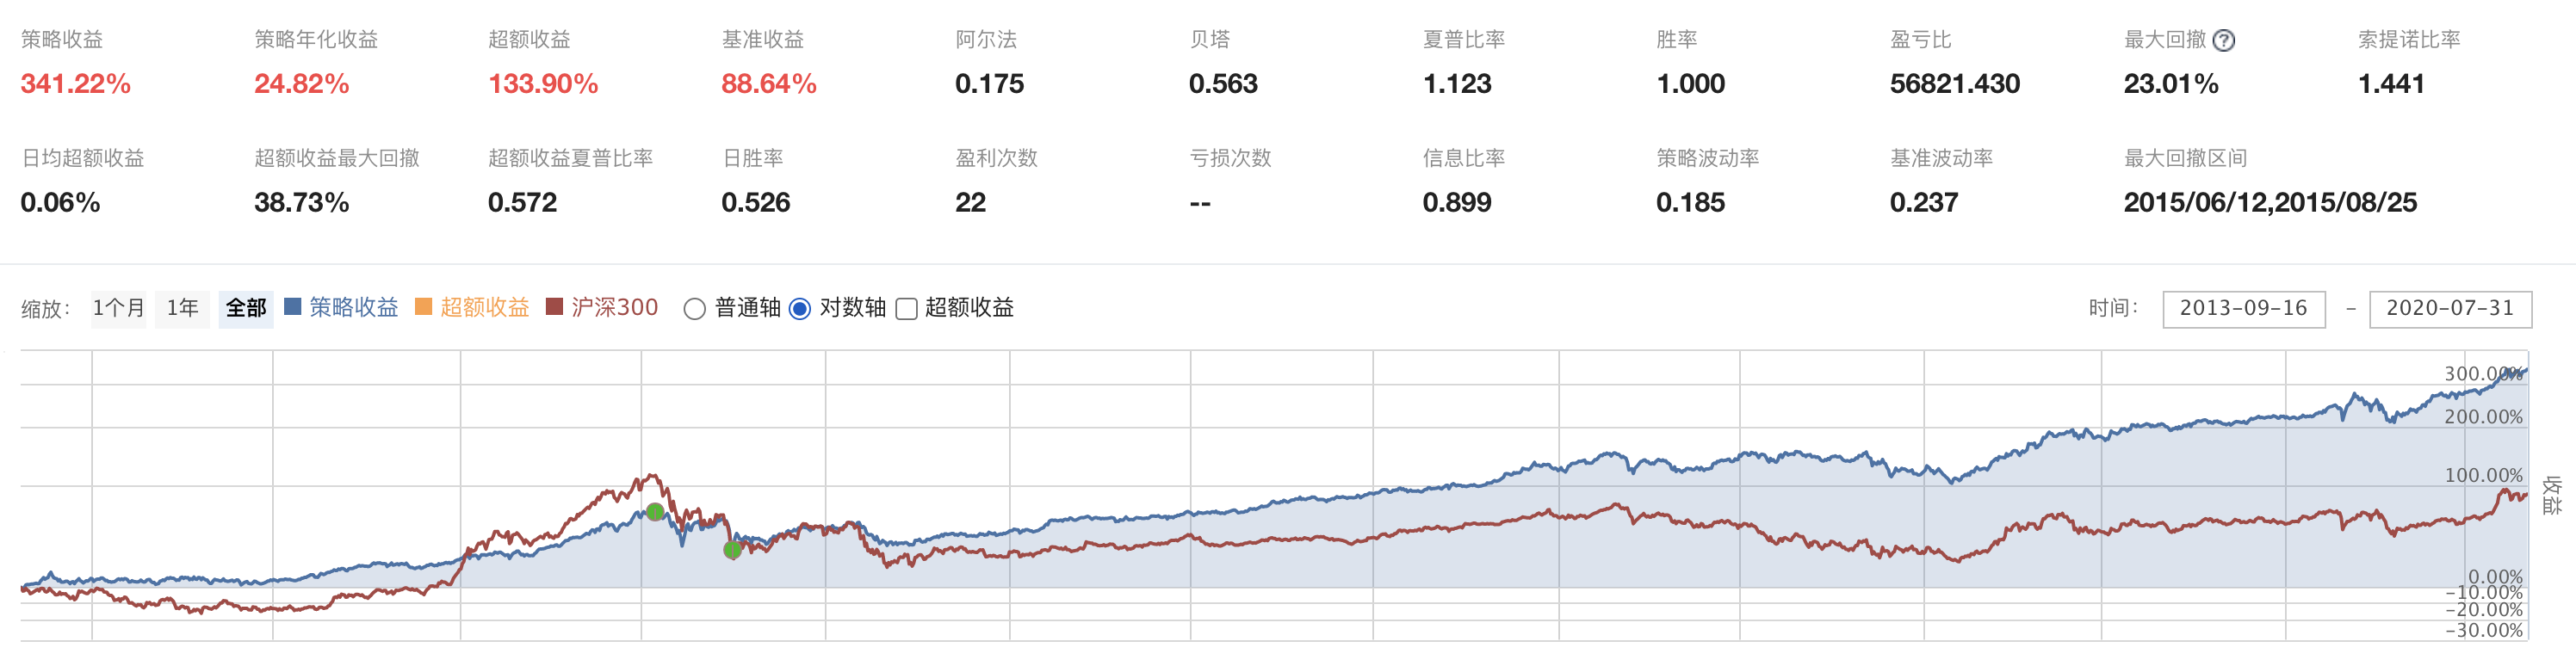 策略收益 策略年化收益 超额收益 基准收益 阿尔法 贝塔 夏普比率 胜率 盈亏比 最大回撤 ? 索提诺比率
341.22% 24.82% 133.90% 88.64% 0.175 0.563 1.123 1.000 56821.430 23.01% 1.441
日均超额收益 超额收益最大回撤 超额收益夏普比率 日胜率 盈利次数 亏损次数 信息比率 策略波动率 基准波动率 最大回撤区间
0.06% 38.73% 0.572 0.526 22 -- 0.899 0.185 0.237 2015/06/12,2015/08/25
缩放: 1个月 1年 全部 策略收益 超额收益 沪深300 普通轴 对数轴 超额收益 时间: 2013-09-16 - 2020-07-31
300.00%
200.00%
100.00%
收益
0.00%
-10.00%
-20.00%
-30.00%